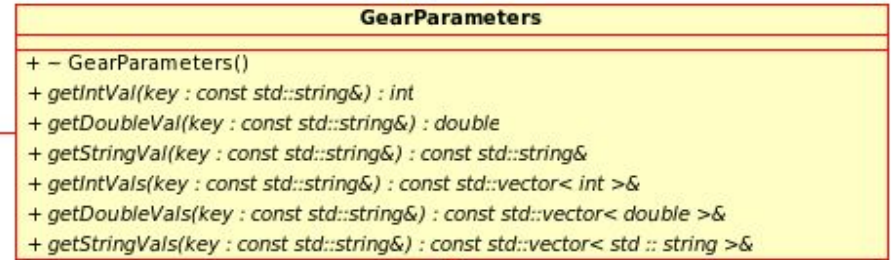 GearParameters
+ ~ GearParameters()
+ getIntVal(key : const std::string&) : int
+ getDoubleVal(key : const std::string&) : double
+ getStringVal(key : const std::string&) : const std::string&
+ getIntVals(key : const std::string&) : const std::vector< int >&
+ getDoubleVals(key : const std::string&) : const std::vector< double >&
+ getStringVals(key : const std::string&) : const std::vector< std :: string >&